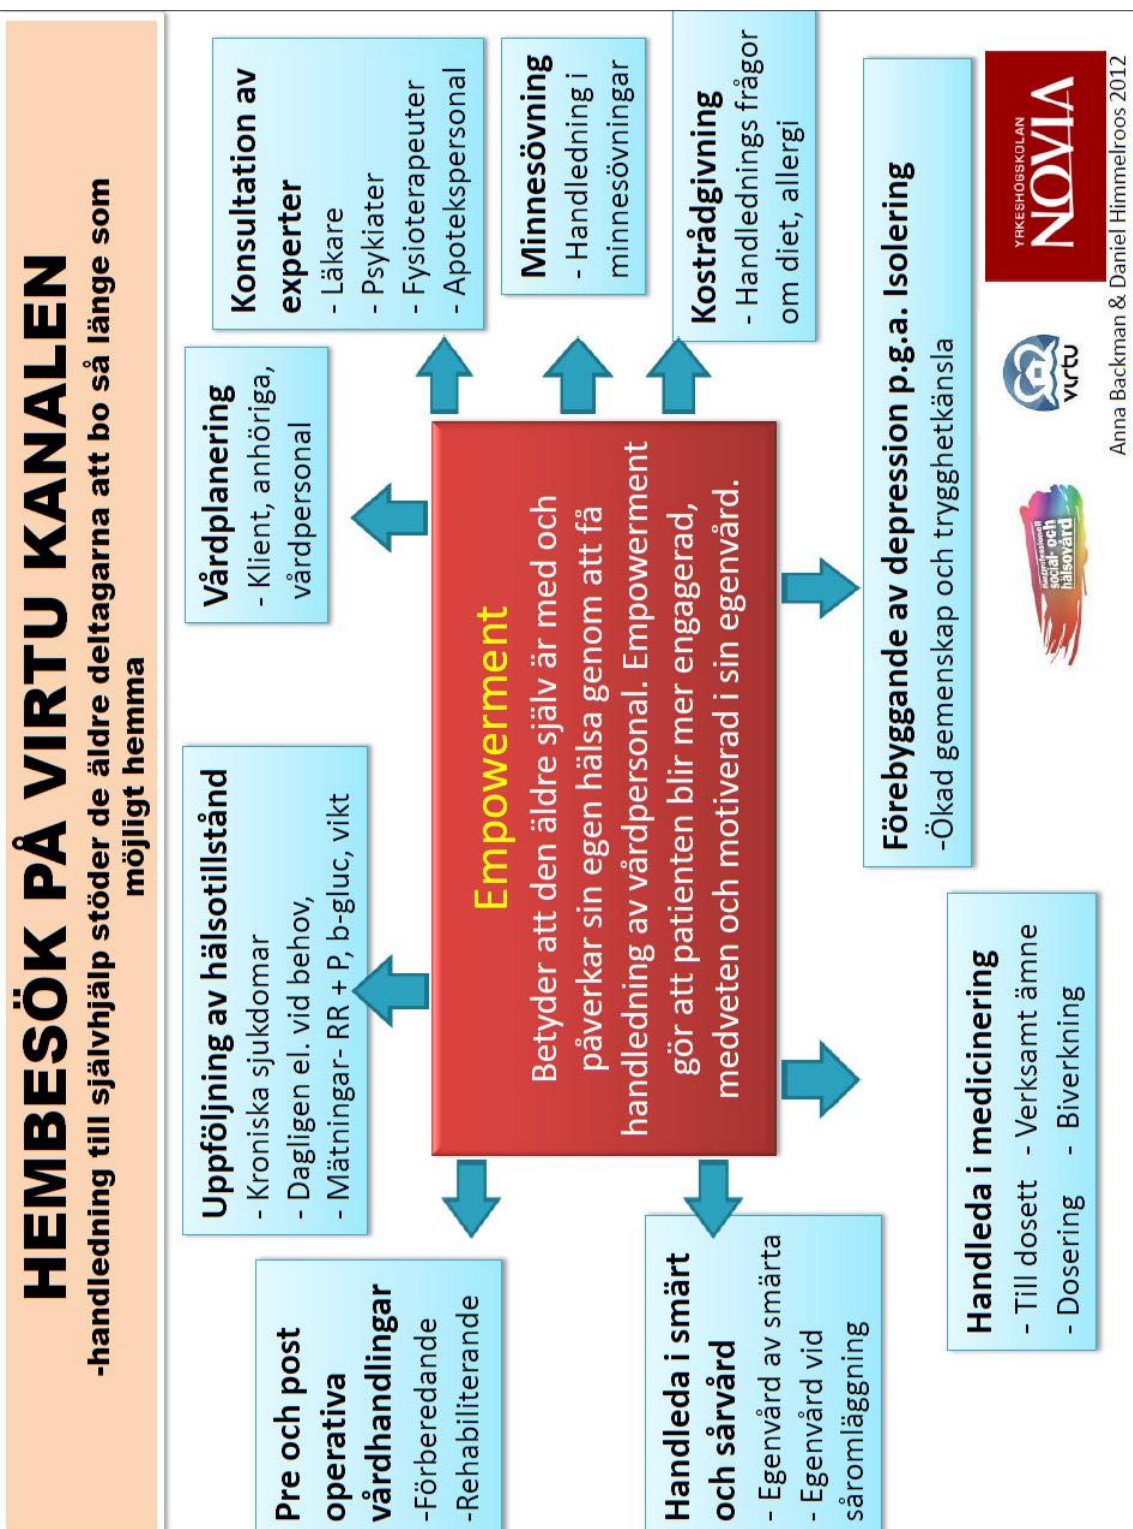 HEMBESÖK PÅ VIRTU KANALEN
-handledning till självhjälp stöder de äldre deltagarna att bo så länge som
möjligt hemma
Pre och post
operativa
vårdhandlingar
-Förberedande
-Rehabiliterande
Uppföljning av hälsotillstånd
- Kroniska sjukdomar
- Dagligen el. vid behov,
- Mätningar- RR + P, b-gluc, vikt
Vårdplanering
- Klient, anhöriga,
vårdpersonal
Konsultation av
experter
- Läkare
- Psykiater
- Fysioterapeuter
- Apotekspersonal
Empowerment
Betyder att den äldre själv är med och
påverkar sin egen hälsa genom att få
handledning av vårdpersonal. Empowerment
gör att patienten blir mer engagerad,
medveten och motiverad i sin egenvård.
Minnesövning
- Handledning i
minnesövningar
Kostrådgivning
- Handlednings frågor
om diet, allergi
Handleda i smärt
och sårvård
- Egenvård av smärta
- Egenvård vid
såromläggning
Handleda i medicinering
- Till dosett - Verksamt ämne
- Dosering - Biverkning
Förebyggande av depression p.g.a. Isolering
-Ökad gemenskap och trygghetkänsla
social- och
hälsovård
virtu
YRKESHÖGSKOLAN
NOVIA
Anna Backman & Daniel Himmelroos 2012